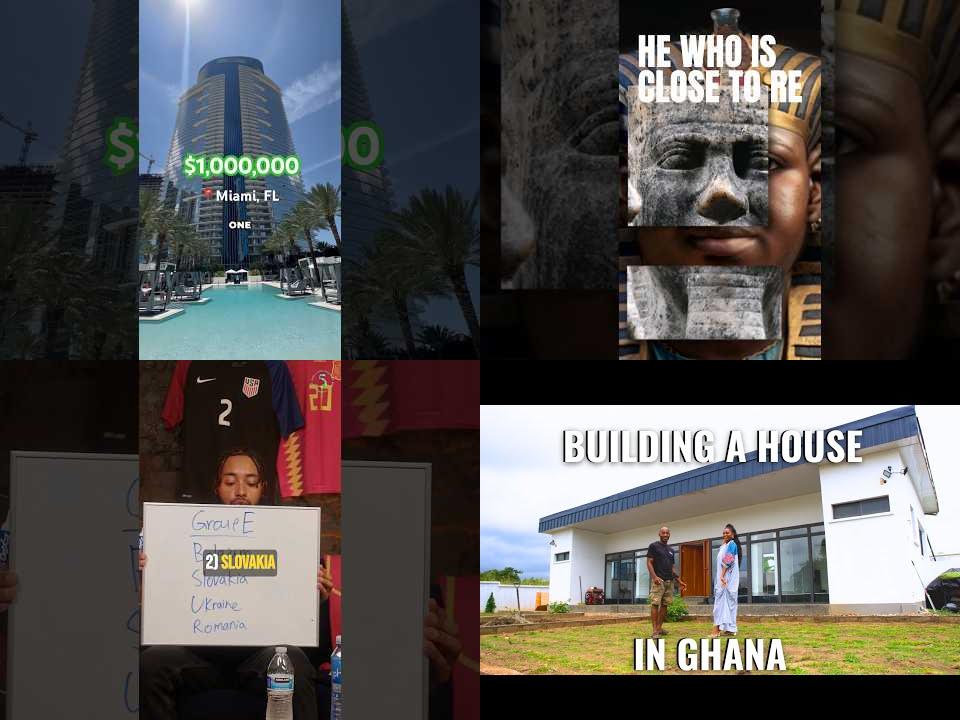 $1,000,000
Miami, FL
ONE
HE WHO IS
CLOSE TO RE
USA
2
Group E
2) SLOVAKIA
Slovakia
Ukraine
Romania
BUILDING A HOUSE
IN GHANA